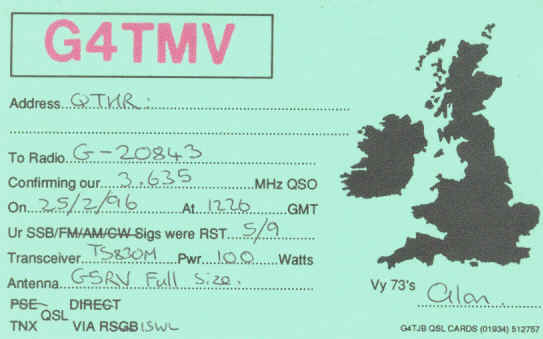 G4TMV
Address QTHR.
To Radio G-20843
Confirming our 3.635 MHz QSO
On 25/2/96 At 1226 GMT
Ur SSB/FM/AM/CW Sigs were RST 5/9
Transceiver TS830M Pwr 100 Watts
Antenna G5RV Full Size.
PSE DIRECT
QSL
TNX VIA RSGB ISWL
Vy 73's Alan.
G4TJB QSL CARDS (01934) 512757